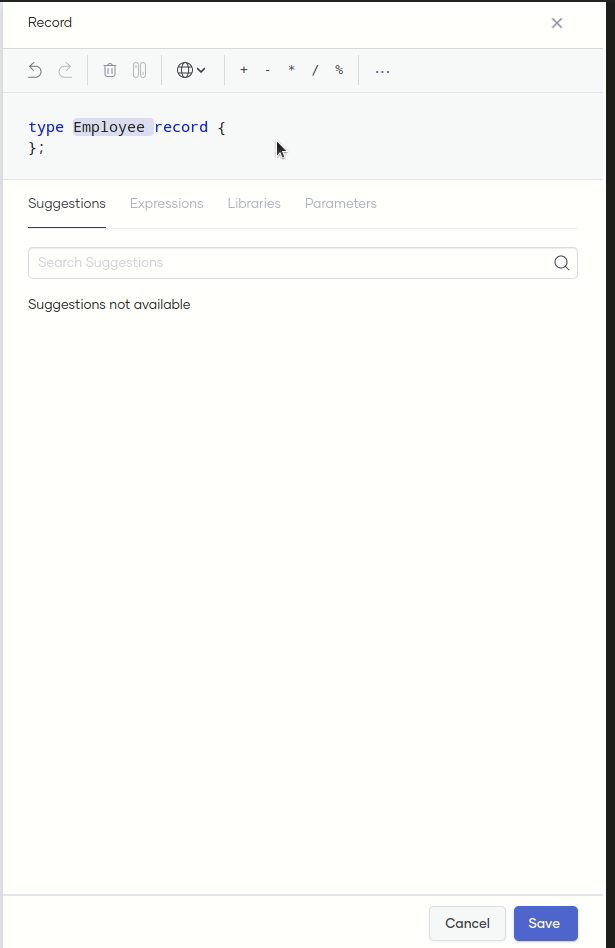 Record
+ - * / % ...
type Employee record {
};
Suggestions Expressions Libraries Parameters
Search Suggestions
Suggestions not available
Cancel Save